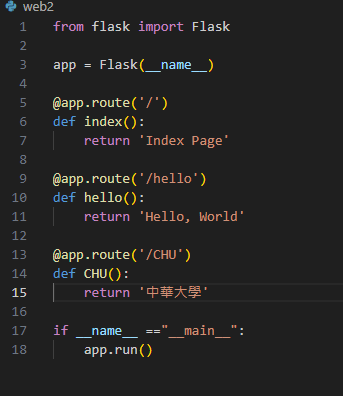 web2
1 from flask import Flask
2
3 app = Flask(__name__)
4
5 @app.route('/')
6 def index():
7     return 'Index Page'
8
9 @app.route('/hello')
10 def hello():
11     return 'Hello, World'
12
13 @app.route('/CHU')
14 def CHU():
15     return '中華大學'
16
17 if __name__ =="__main__":
18     app.run()